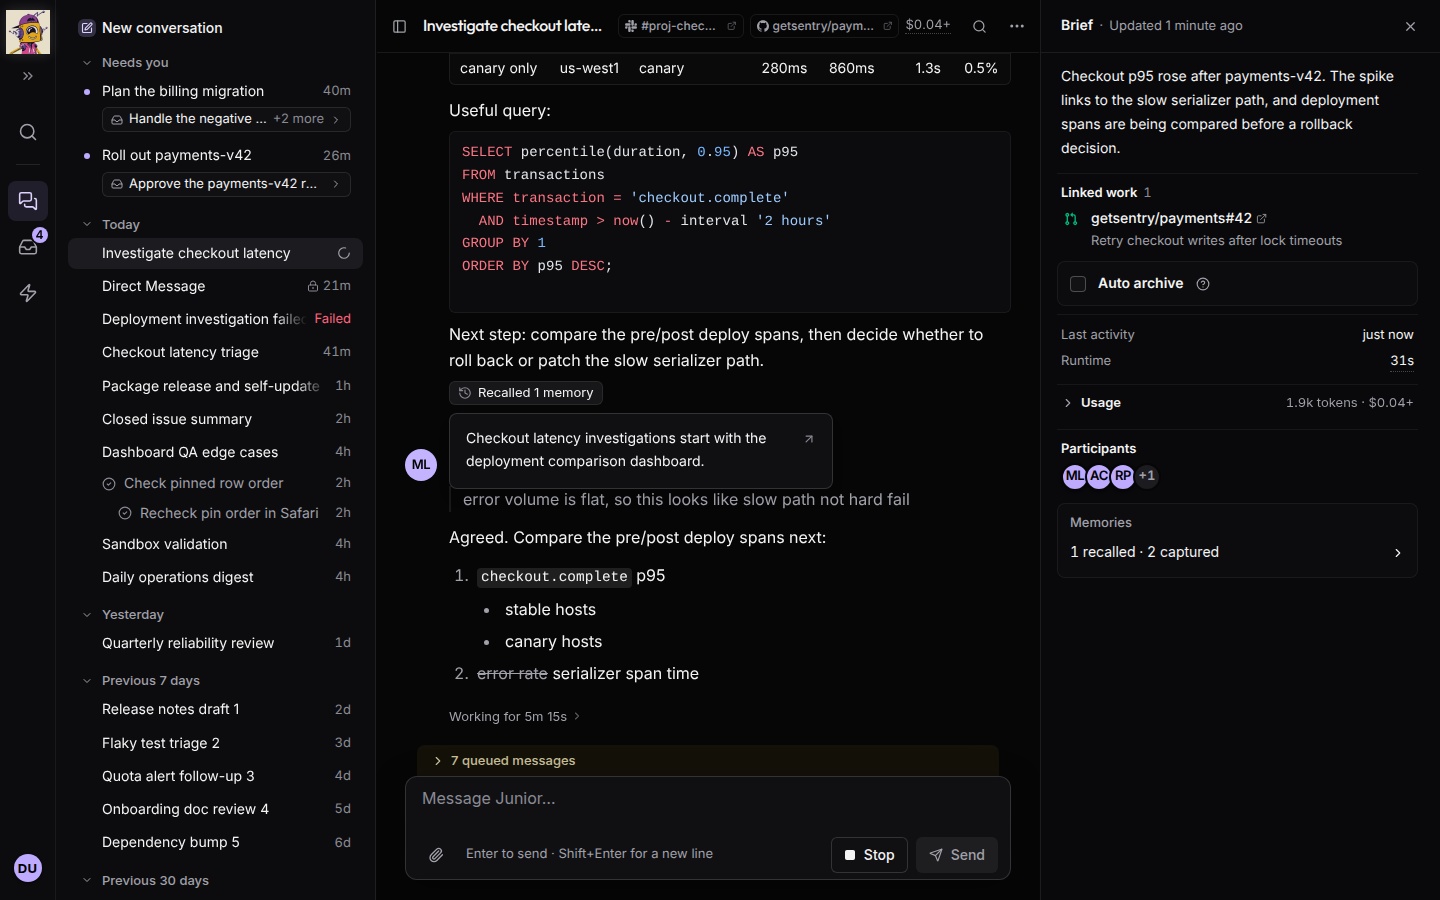 New conversation
Needs you
Plan the billing migration 40m
Handle the negative ... +2 more
Roll out payments-v42 26m
Approve the payments-v42 r...
Today
Investigate checkout latency
Direct Message 21m
Deployment investigation failed Failed
Checkout latency triage 41m
Package release and self-update 1h
Closed issue summary 2h
Dashboard QA edge cases 4h
Check pinned row order 2h
Recheck pin order in Safari 2h
Sandbox validation 4h
Daily operations digest 4h
Yesterday
Quarterly reliability review 1d
Previous 7 days
Release notes draft 1 2d
Flaky test triage 2 3d
Quota alert follow-up 3 4d
Onboarding doc review 4 5d
Dependency bump 5 6d
Previous 30 days
4
DU
Investigate checkout late... #proj-chec... getsentry/paym... $0.04+
canary only us-west1 canary 280ms 860ms 1.3s 0.5%
Useful query:
SELECT percentile(duration, 0.95) AS p95
FROM transactions
WHERE transaction = 'checkout.complete'
AND timestamp > now() - interval '2 hours'
GROUP BY 1
ORDER BY p95 DESC;
Next step: compare the pre/post deploy spans, then decide whether to
roll back or patch the slow serializer path.
Recalled 1 memory
Checkout latency investigations start with the
deployment comparison dashboard.
ML
error volume is flat, so this looks like slow path not hard fail
Agreed. Compare the pre/post deploy spans next:
1. checkout.complete p95
• stable hosts
• canary hosts
2. error rate serializer span time
Working for 5m 15s
7 queued messages
Message Junior...
Enter to send · Shift+Enter for a new line
Stop
Send
Brief · Updated 1 minute ago
Checkout p95 rose after payments-v42. The spike
links to the slow serializer path, and deployment
spans are being compared before a rollback
decision.
Linked work 1
getsentry/payments#42
Retry checkout writes after lock timeouts
Auto archive
Last activity just now
Runtime 31s
Usage 1.9k tokens · $0.04+
Participants
ML AC RP +1
Memories
1 recalled · 2 captured